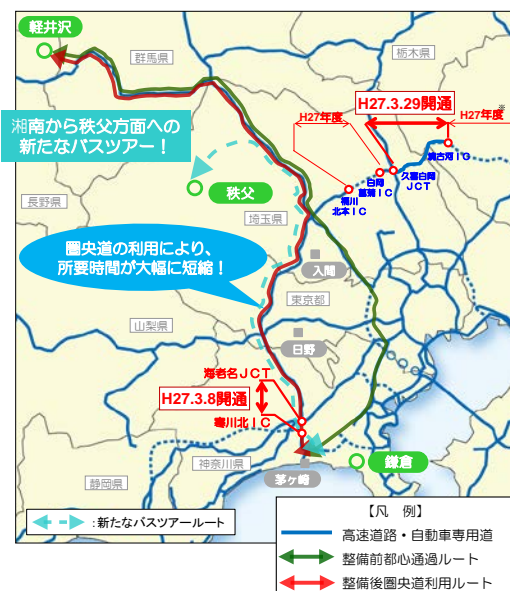 軽井沢
群馬県
栃木県
湘南から秩父方面への
新たなバスツアー！
H27.3.29開通
※
H27年度
H27年度
境古河ＩＣ
久喜白岡
ＪＣＴ
白岡
菖蒲ＩＣ
桶川
北本ＩＣ
長野県
秩父
埼玉県
圏央道の利用により、
所要時間が大幅に短縮！
入間
東京都
山梨県
日野
海老名ＪＣＴ
H27.3.8開通
寒川北ＩＣ
神奈川県
鎌倉
静岡県
茅ヶ崎
：新たなバスツアールート
【凡　例】
高速道路・自動車専用道
整備前都心通過ルート
整備後圏央道利用ルート